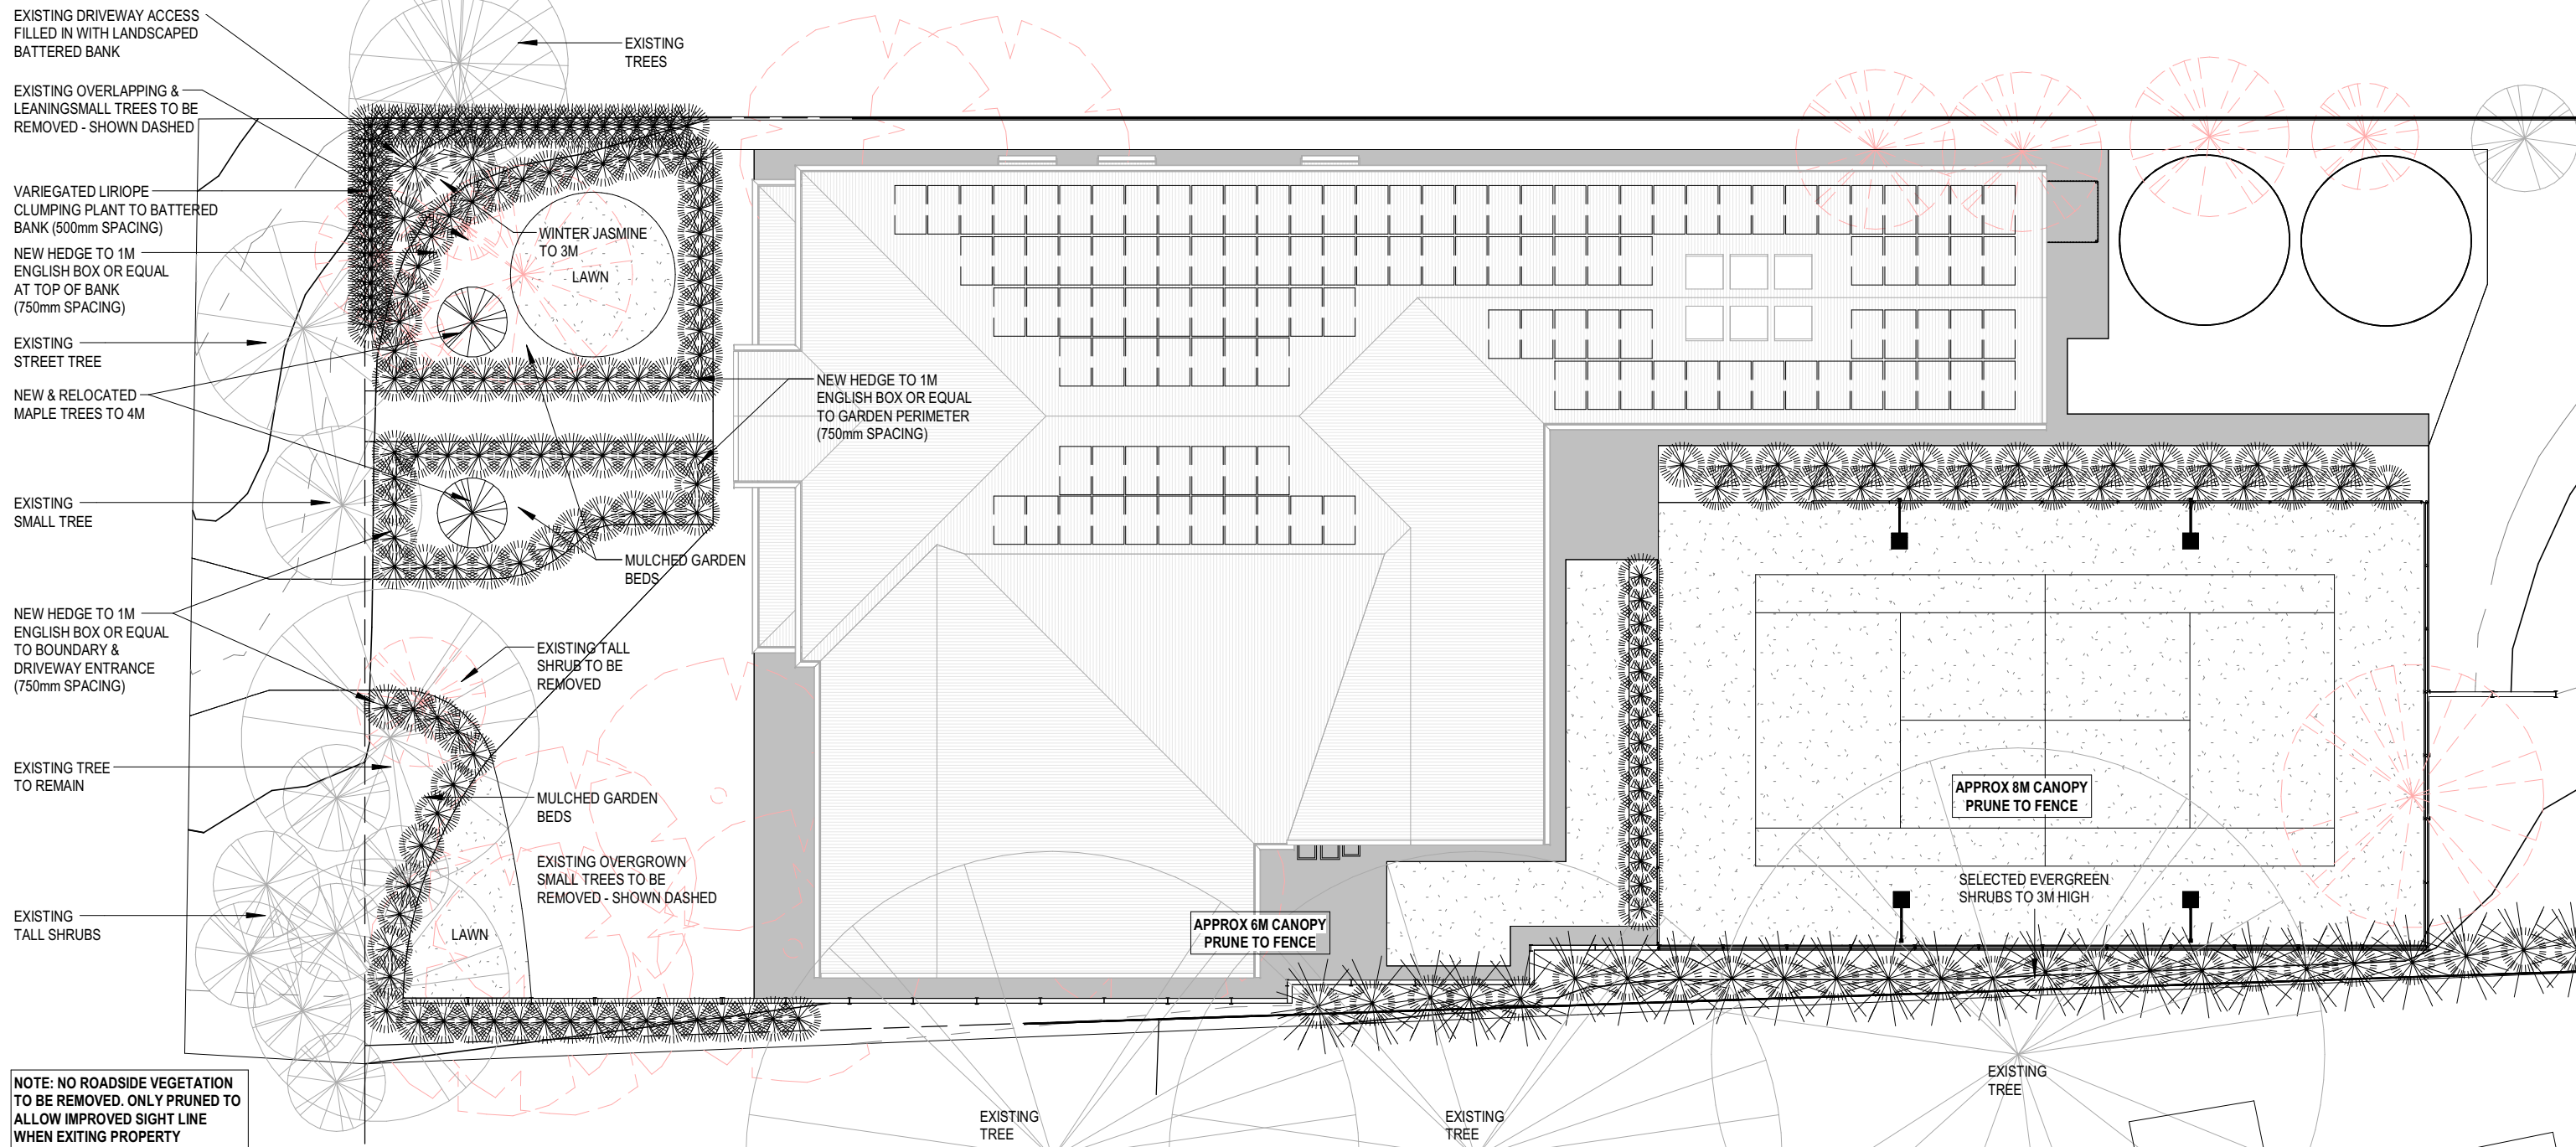 EXISTING DRIVEWAY ACCESS
FILLED IN WITH LANDSCAPED
BATTERED BANK
EXISTING OVERLAPPING &
LEANINGSMALL TREES TO BE
REMOVED - SHOWN DASHED
VARIEGATED LIRIOPE
CLUMPING PLANT TO BATTERED
BANK (500mm SPACING)
NEW HEDGE TO 1M
ENGLISH BOX OR EQUAL
AT TOP OF BANK
(750mm SPACING)
EXISTING
STREET TREE
NEW & RELOCATED
MAPLE TREES TO 4M
EXISTING
SMALL TREE
NEW HEDGE TO 1M
ENGLISH BOX OR EQUAL
TO BOUNDARY &
DRIVEWAY ENTRANCE
(750mm SPACING)
EXISTING TREE
TO REMAIN
EXISTING
TALL SHRUBS
NOTE: NO ROADSIDE VEGETATION
TO BE REMOVED. ONLY PRUNED TO
ALLOW IMPROVED SIGHT LINE
WHEN EXITING PROPERTY
EXISTING
TREES
WINTER JASMINE
TO 3M
LAWN
NEW HEDGE TO 1M
ENGLISH BOX OR EQUAL
TO GARDEN PERIMETER
(750mm SPACING)
MULCHED GARDEN
BEDS
EXISTING TALL
SHRUB TO BE
REMOVED
MULCHED GARDEN
BEDS
EXISTING OVERGROWN
SMALL TREES TO BE
REMOVED - SHOWN DASHED
LAWN
APPROX 6M CANOPY
PRUNE TO FENCE
APPROX 8M CANOPY
PRUNE TO FENCE
SELECTED EVERGREEN
SHRUBS TO 3M HIGH
EXISTING
TREE
EXISTING
TREE
EXISTING
TREE